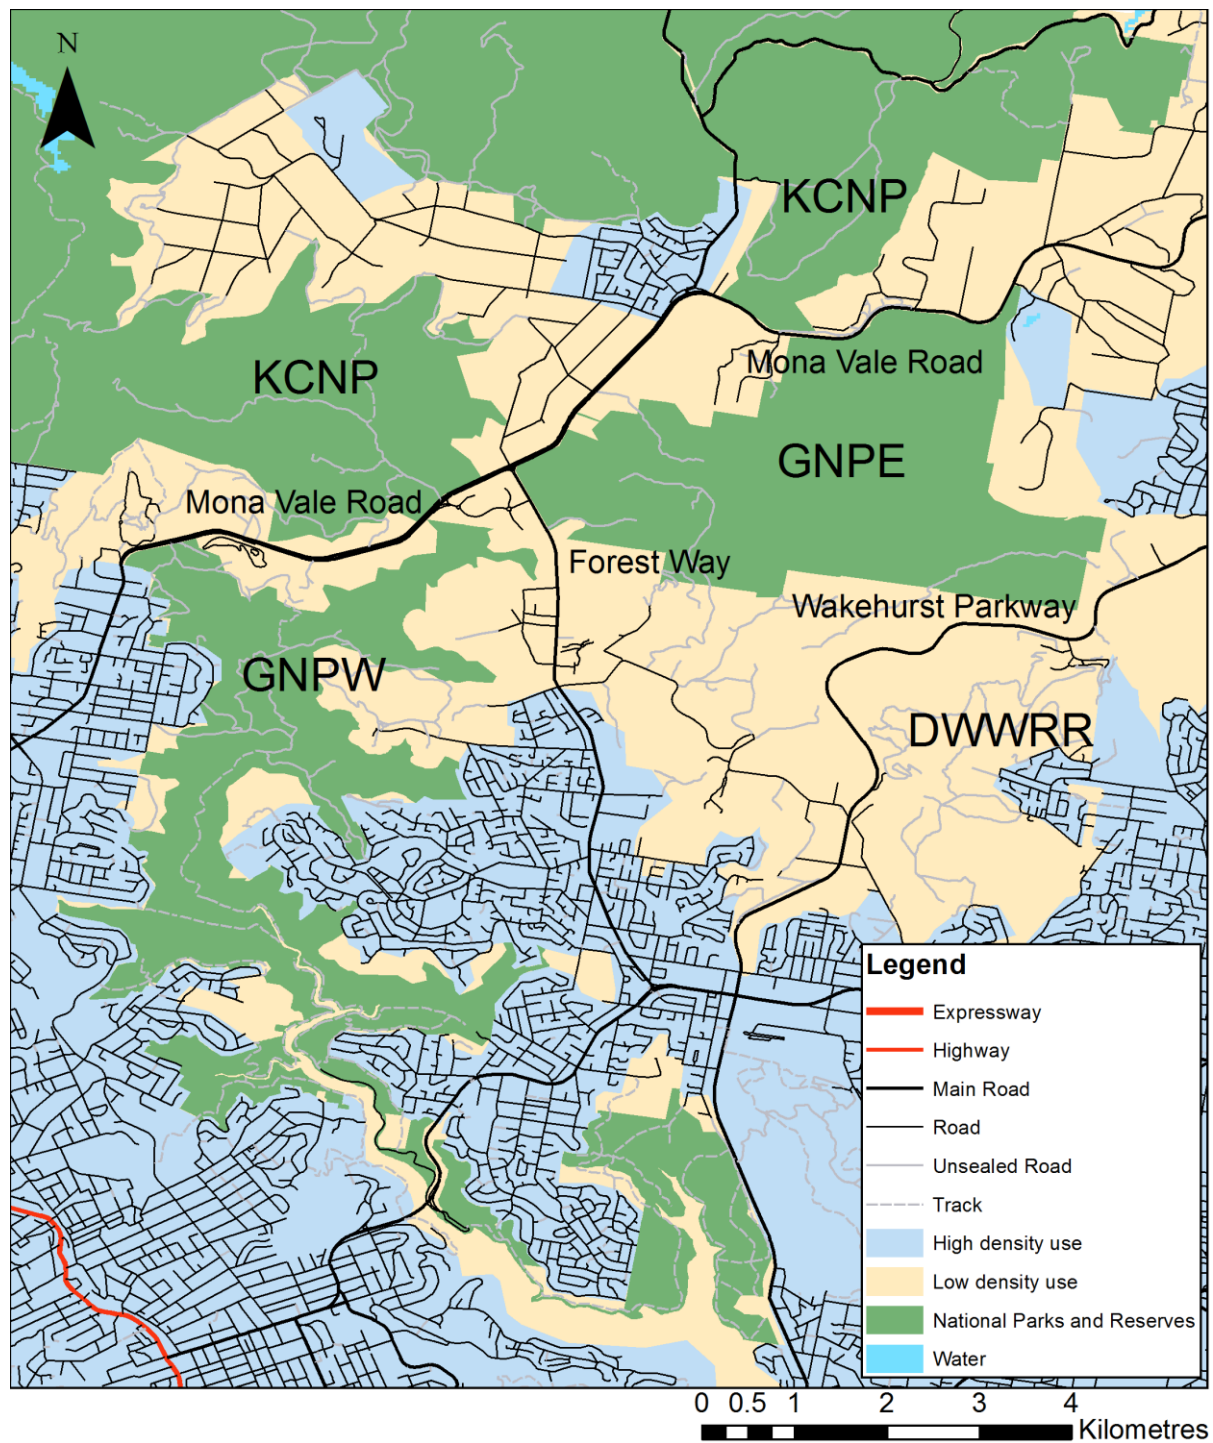 N
KCNP
KCNP
Mona Vale Road
GNPE
Mona Vale Road
Forest Way
Wakehurst Parkway
GNPW
DWWRR
Legend
Expressway
Highway
Main Road
Road
Unsealed Road
Track
High density use
Low density use
National Parks and Reserves
Water
0 0.5 1 2 3 4
Kilometres